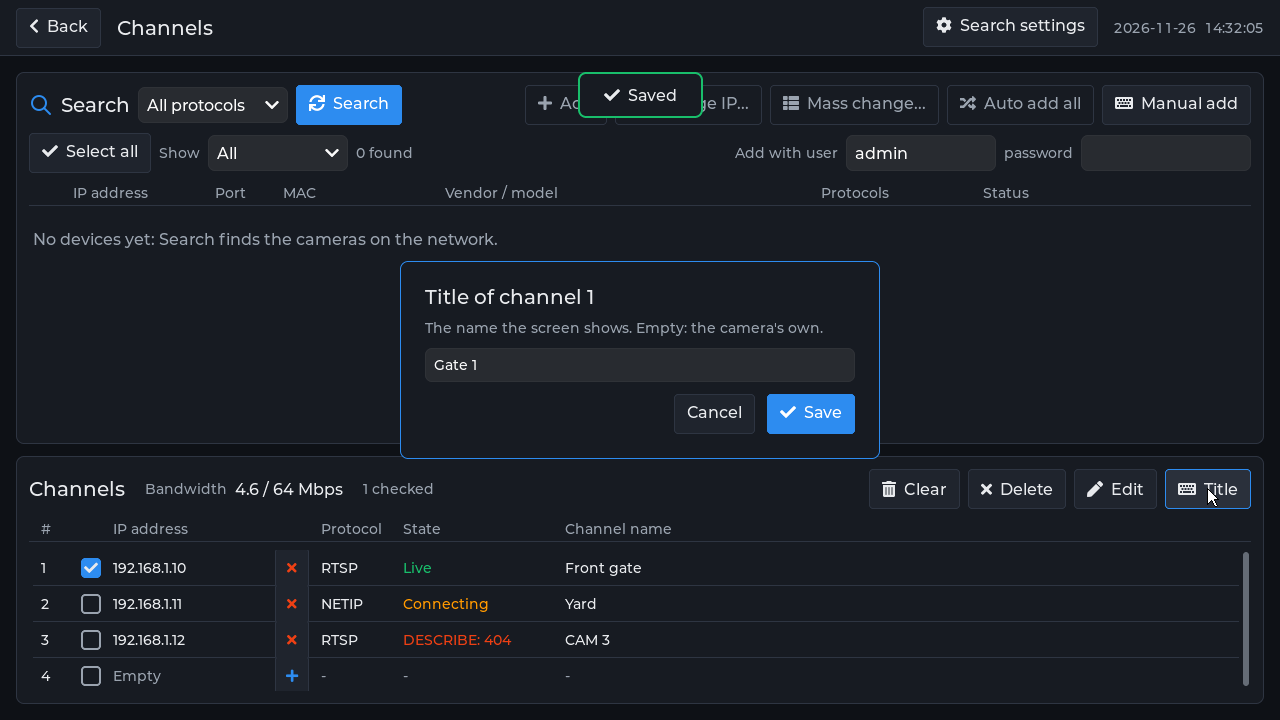 Back Channels Search settings 2026-11-26 14:32:05
Search All protocols Search Saved ge IP... Mass change... Auto add all Manual add
Select all Show All 0 found Add with user admin password
IP address Port MAC Vendor / model Protocols Status
No devices yet: Search finds the cameras on the network.
Title of channel 1
The name the screen shows. Empty: the camera's own.
Gate 1
Cancel Save
Channels Bandwidth 4.6 / 64 Mbps 1 checked Clear Delete Edit Title
# IP address Protocol State Channel name
1 192.168.1.10 RTSP Live Front gate
2 192.168.1.11 NETIP Connecting Yard
3 192.168.1.12 RTSP DESCRIBE: 404 CAM 3
4 Empty - - -